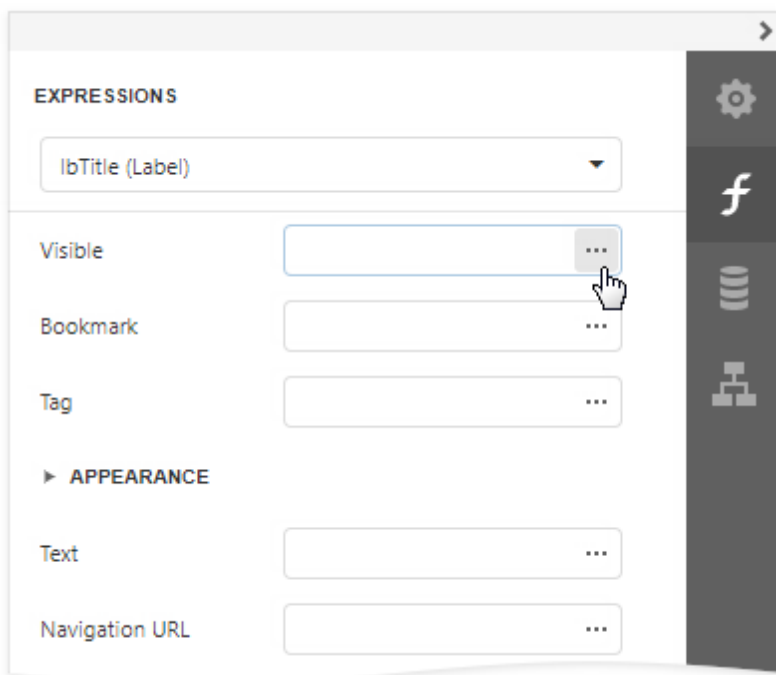 EXPRESSIONS
lbTitle (Label)
Visible
Bookmark
Tag
APPEARANCE
Text
Navigation URL